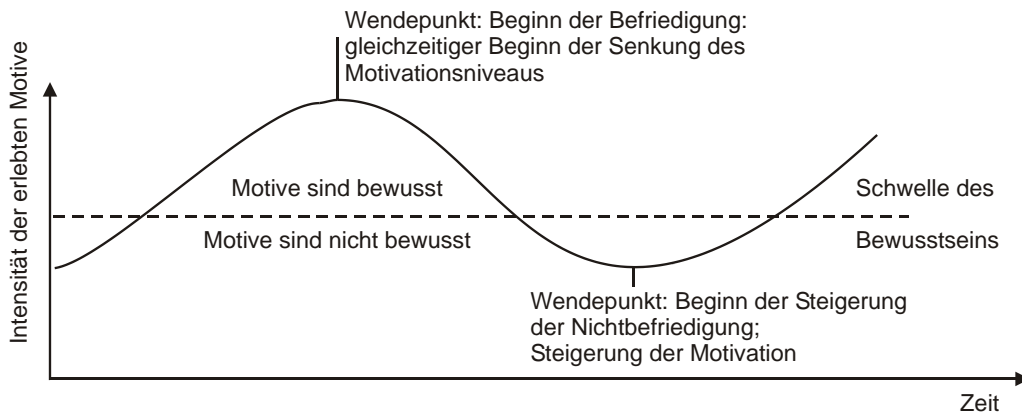 Wendepunkt: Beginn der Befriedigung:
gleichzeitiger Beginn der Senkung des
Motivationsniveaus
Intensität der erlebten Motive
Motive sind bewusst
Schwelle des
Motive sind nicht bewusst
Bewusstseins
Wendepunkt: Beginn der Steigerung
der Nichtbefriedigung;
Steigerung der Motivation
Zeit